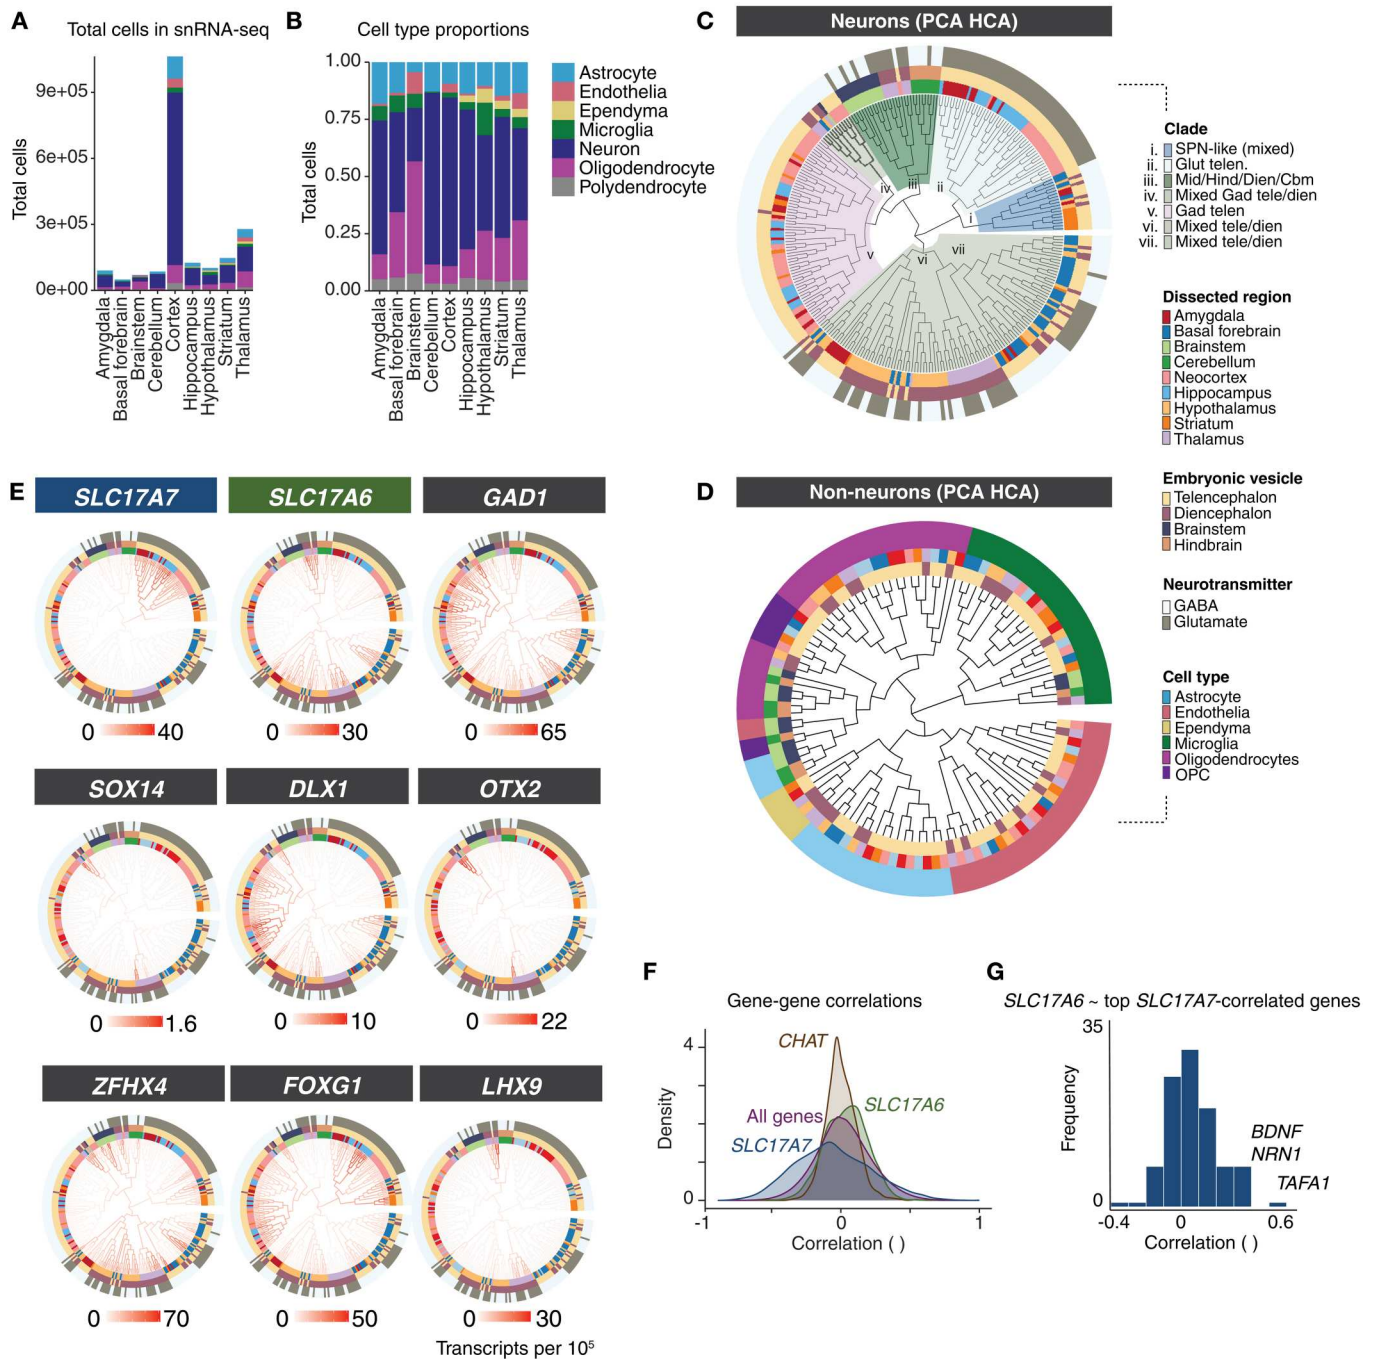 A
Total cells in snRNA-seq
Total cells
9e+05
6e+05
3e+05
0e+00
Amygdala
Basal forebrain
Brainstem
Cerebellum
Cortex
Hippocampus
Hypothalamus
Striatum
Thalamus
B
Cell type proportions
Total cells
1.00
0.75
0.50
0.25
0.00
Amygdala
Basal forebrain
Brainstem
Cerebellum
Cortex
Hippocampus
Hypothalamus
Striatum
Thalamus
Astrocyte
Endothelia
Ependyma
Microglia
Neuron
Oligodendrocyte
Polydendrocyte
C
Neurons (PCA HCA)
i
ii
iii
iv
v
vi
vii
Clade
i. SPN-like (mixed)
ii. Glut telen.
iii. Mid/Hind/Dien/Cbm
iv. Mixed Gad tele/dien
v. Gad telen
vi. Mixed tele/dien
vii. Mixed tele/dien
Dissected region
Amygdala
Basal forebrain
Brainstem
Cerebellum
Neocortex
Hippocampus
Hypothalamus
Striatum
Thalamus
Embryonic vesicle
Telencephalon
Diencephalon
Brainstem
Hindbrain
Neurotransmitter
GABA
Glutamate
Cell type
Astrocyte
Endothelia
Ependyma
Microglia
Oligodendrocytes
OPC
D
Non-neurons (PCA HCA)
E
SLC17A7
0 40
SLC17A6
0 30
GAD1
0 65
SOX14
0 1.6
DLX1
0 10
OTX2
0 22
ZFHX4
0 70
FOXG1
0 50
LHX9
0 30
Transcripts per 10⁵
F
Gene-gene correlations
Density
4
0
CHAT
All genes
SLC17A6
SLC17A7
-1 0 1
Correlation ( )
G
SLC17A6 ~ top SLC17A7-correlated genes
Frequency
35
0
BDNF
NRN1
TAFA1
-0.4 0 0.6
Correlation ( )